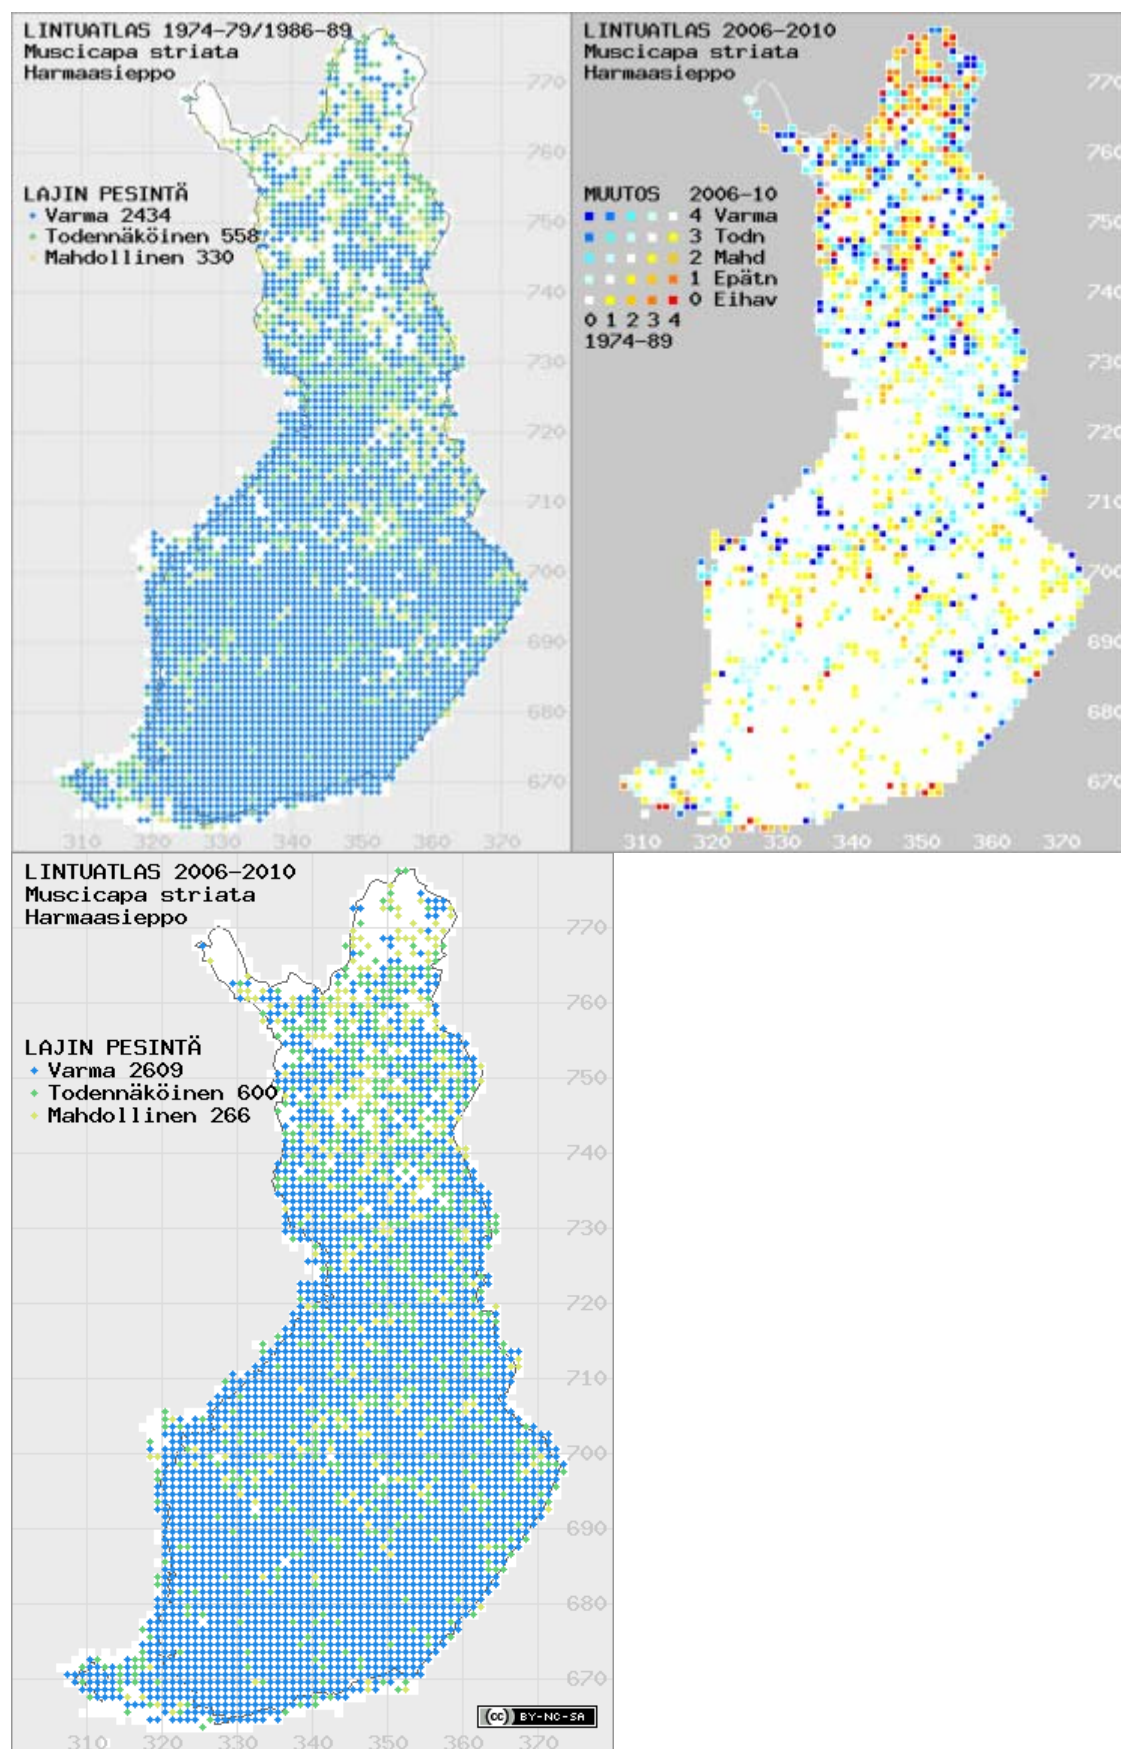 LINTUATLAS 1974-79/1986-89
Muscicapa striata
Harmaasieppo
770
760
LAJIN PESINTÄ
Varma 2434
750
Todennäköinen 558
Mahdollinen 330
740
730
720
710
700
690
680
670
310 320 330 340 350 360 370
LINTUATLAS 2006-2010
Muscicapa striata
Harmaasieppo
770
760
MUUTOS 2006-10
4 Varma
750
3 Todn
2 Mahd
1 Epätn
740
0 Eihav
0 1 2 3 4
1974-89
730
720
710
700
690
680
670
310 320 330 340 350 360 370
LINTUATLAS 2006-2010
Muscicapa striata
Harmaasieppo
770
760
LAJIN PESINTÄ
Varma 2609
750
Todennäköinen 600
Mahdollinen 266
740
730
720
710
700
690
680
670
cc BY-NC-SA
310 320 330 340 350 360 370